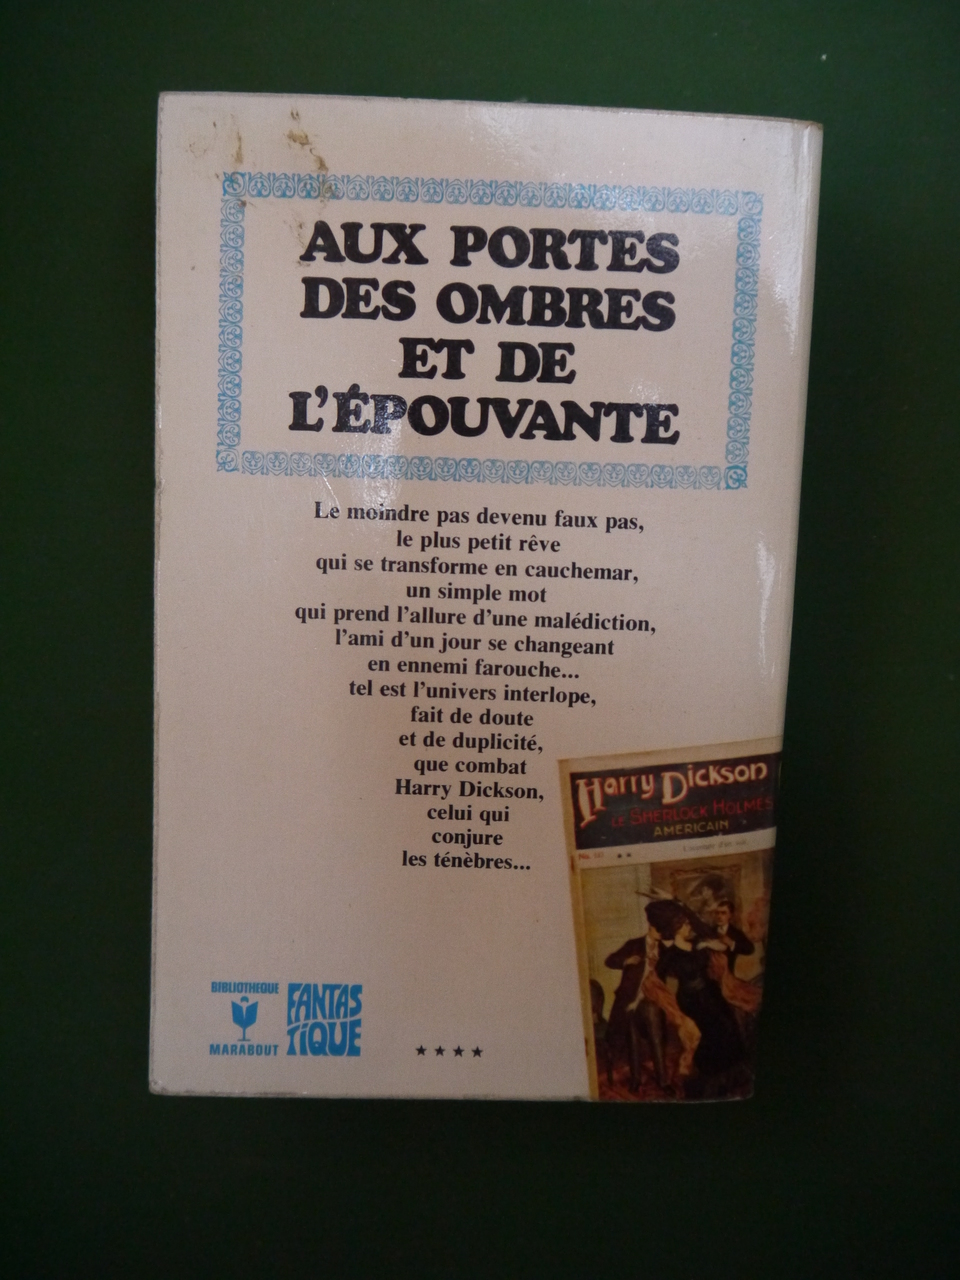 AUX PORTES
DES OMBRES
ET DE
L'ÉPOUVANTE
Le moindre pas devenu faux pas,
le plus petit rêve
qui se transforme en cauchemar,
un simple mot
qui prend l'allure d'une malédiction,
l'ami d'un jour se changeant
en ennemi farouche...
tel est l'univers interlope,
fait de doute
et de duplicité,
que combat
Harry Dickson,
celui qui
conjure
les ténèbres...
Harry Dickson
LE SHERLOCK HOLMES
AMERICAIN
No.
BIBLIOTHEQUE
MARABOUT
FANTAS
TIQUE
★★★★